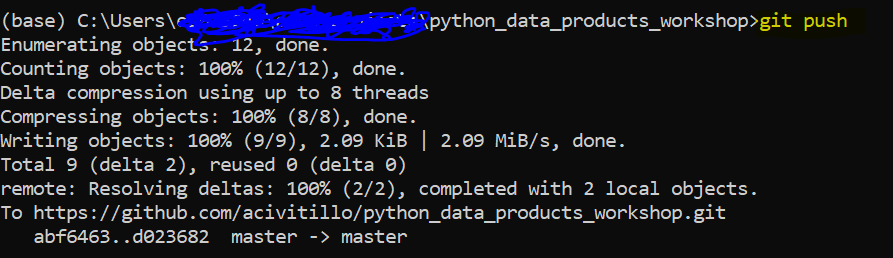 (base) C:\Users\ \python_data_products_workshop>git push
Enumerating objects: 12, done.
Counting objects: 100% (12/12), done.
Delta compression using up to 8 threads
Compressing objects: 100% (8/8), done.
Writing objects: 100% (9/9), 2.09 KiB | 2.09 MiB/s, done.
Total 9 (delta 2), reused 0 (delta 0)
remote: Resolving deltas: 100% (2/2), completed with 2 local objects.
To https://github.com/acivitillo/python_data_products_workshop.git
   abf6463..d023682  master -> master